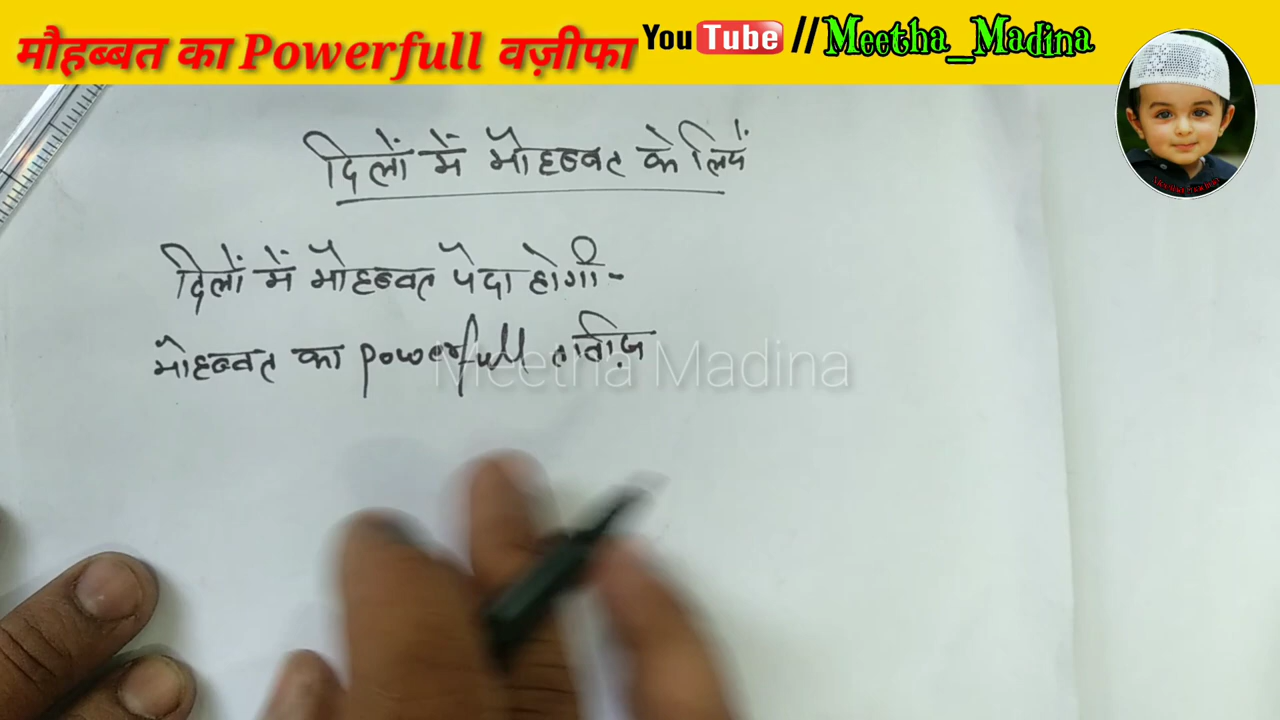 मौहब्बत का Powerfull वज़ीफा YouTube //Meetha_Madina
दिलों में मौहब्बत के लियें
दिलों में मौहब्बत पैदा होगी-
मौहब्बत का powerfull ताविज़
Meetha Madina